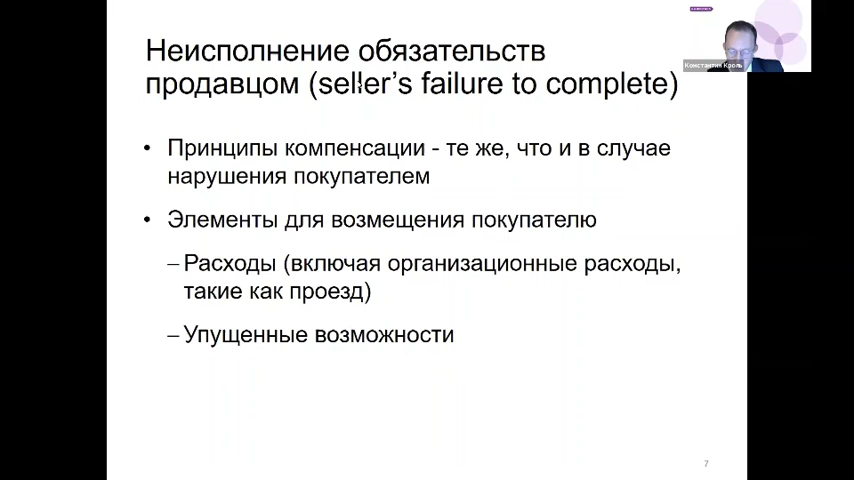 Неисполнение обязательств
продавцом (seller’s failure to complete)
Константин Кроль
• Принципы компенсации - те же, что и в случае
нарушения покупателем
• Элементы для возмещения покупателю
– Расходы (включая организационные расходы,
такие как проезд)
– Упущенные возможности
7